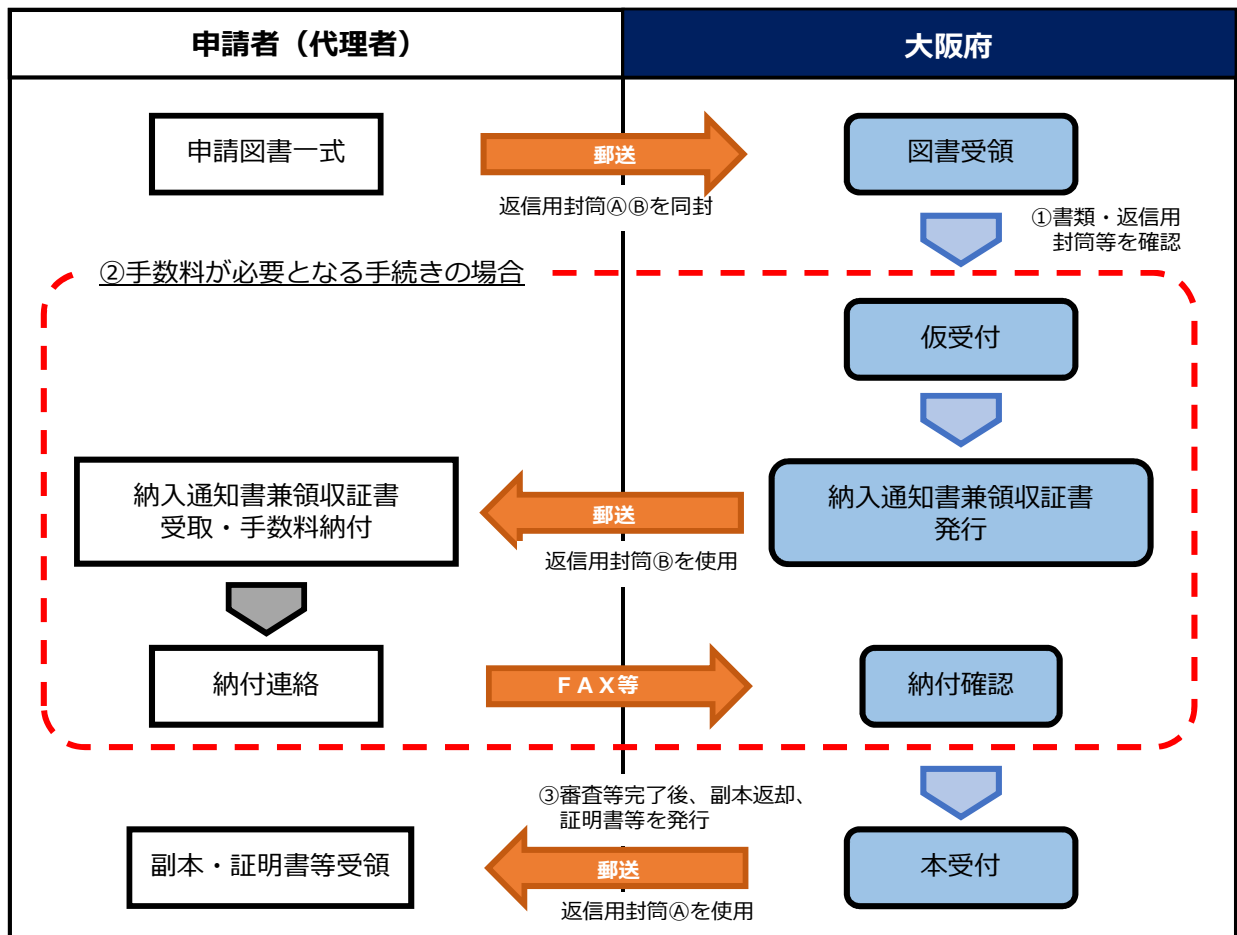 申請者（代理者）
大阪府
申請図書一式
郵送
図書受領
返信用封筒ⒶⒷを同封
①書類・返信用
封筒等を確認
②手数料が必要となる手続きの場合
仮受付
納入通知書兼領収証書
受取・手数料納付
郵送
納入通知書兼領収証書
発行
返信用封筒Ⓑを使用
納付連絡
ＦＡＸ等
納付確認
③審査等完了後、副本返却、
証明書等を発行
副本・証明書等受領
郵送
本受付
返信用封筒Ⓐを使用